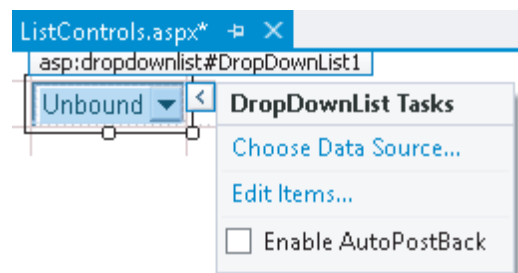 ListControls.aspx*
asp:dropdownlist#DropDownList1
Unbound
DropDownList Tasks
Choose Data Source...
Edit Items...
Enable AutoPostBack